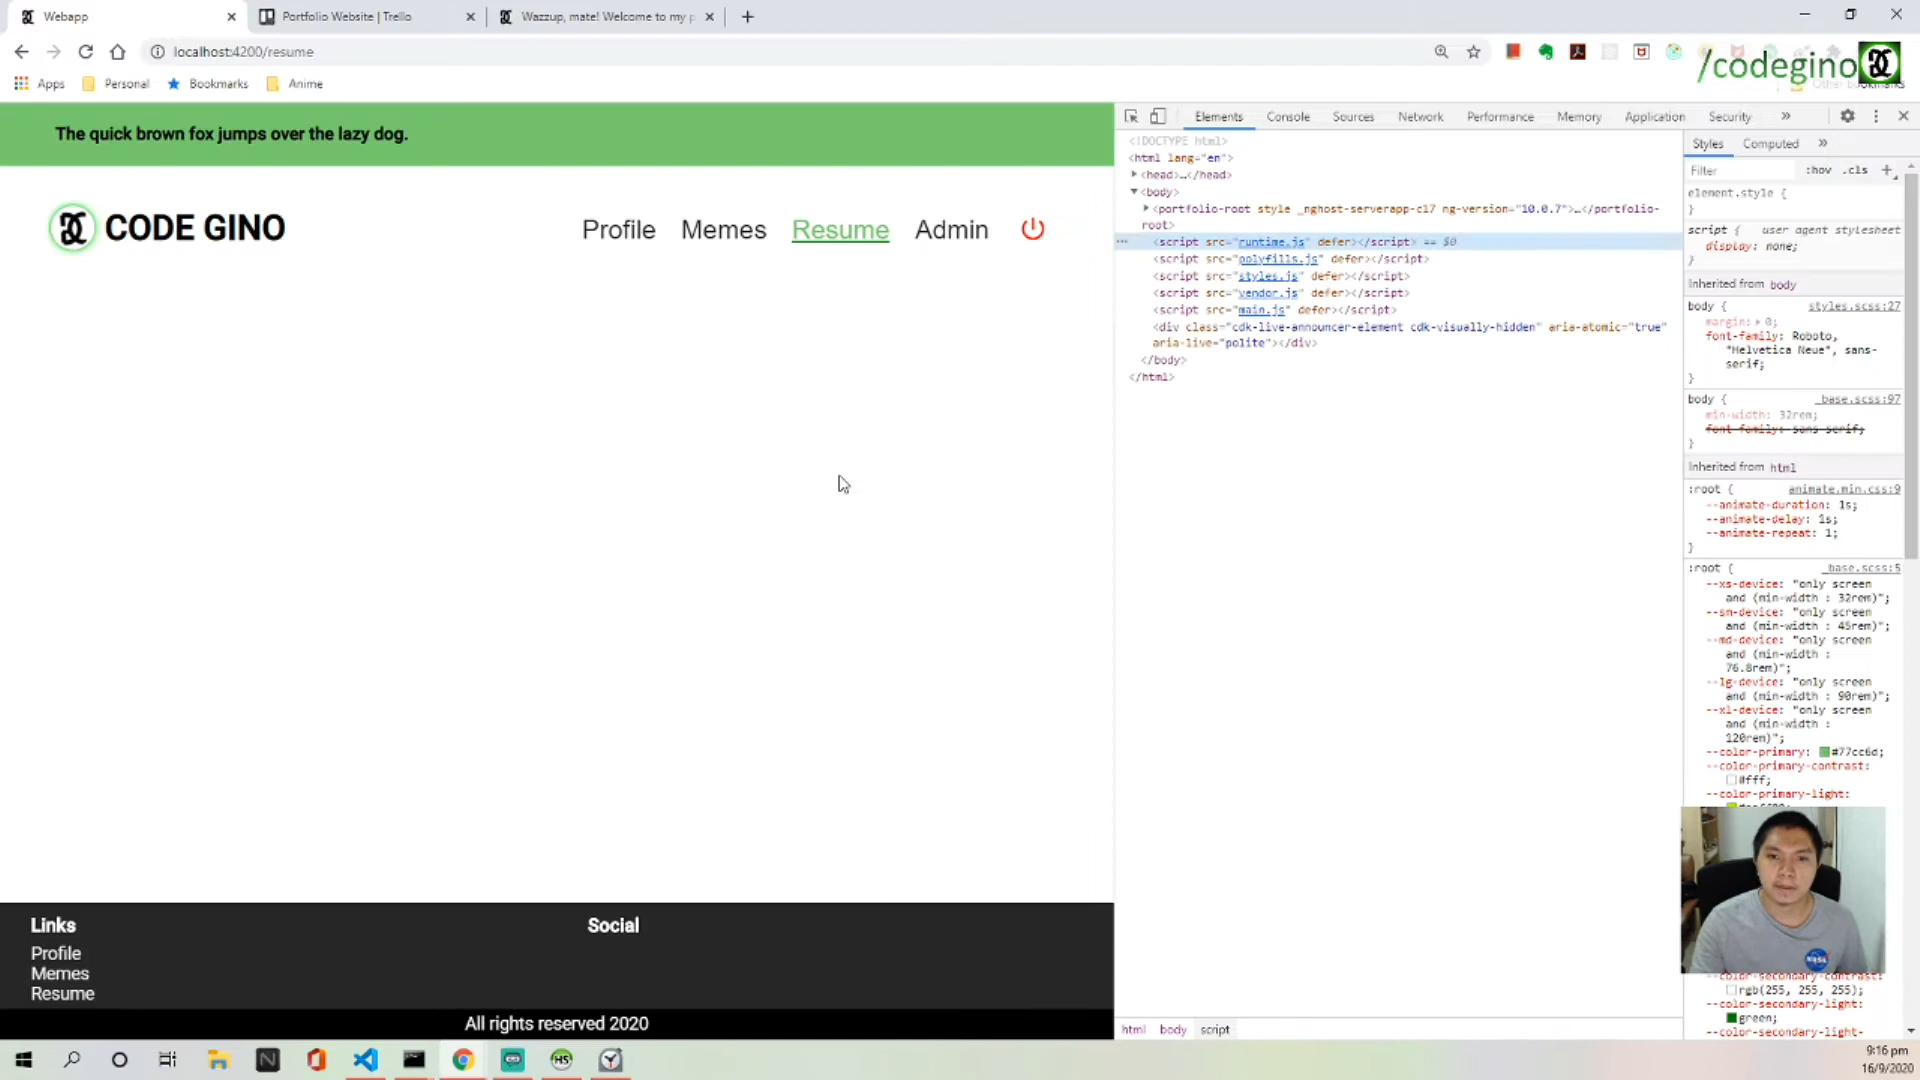 Webapp
Portfolio Website | Trello
Wazzup, mate! Welcome to my p
localhost:4200/resume
/codegino
Apps
Personal
Bookmarks
Anime
The quick brown fox jumps over the lazy dog.
CODE GINO
Profile
Memes
Resume
Admin
Elements
Console
Sources
Network
Performance
Memory
Application
Security
<!DOCTYPE html>
<html lang="en">
<head>…</head>
<body>
<portfolio-root style _nghost-serverapp-c17 ng-version="10.0.7">…</portfolio-
root>
<script src="runtime.js" defer></script> == $0
<script src="polyfills.js" defer></script>
<script src="styles.js" defer></script>
<script src="vendor.js" defer></script>
<script src="main.js" defer></script>
<div class="cdk-live-announcer-element cdk-visually-hidden" aria-atomic="true"
aria-live="polite"></div>
</body>
</html>
html
body
script
Styles
Computed
Filter
:hov
.cls
element.style {
}
script {
user agent stylesheet
display: none;
}
Inherited from body
body {
styles.scss:27
margin: 0;
font-family: Roboto,
"Helvetica Neue", sans-
serif;
}
body {
_base.scss:97
min-width: 32rem;
font-family: sans-serif;
}
Inherited from html
:root {
animate.min.css:9
--animate-duration: 1s;
--animate-delay: 1s;
--animate-repeat: 1;
}
:root {
_base.scss:5
--xs-device: "only screen
and (min-width : 32rem)";
--sm-device: "only screen
and (min-width : 45rem)";
--md-device: "only screen
and (min-width :
76.8rem)";
--lg-device: "only screen
and (min-width : 90rem)";
--xl-device: "only screen
and (min-width :
120rem)";
--color-primary: #77cc6d;
--color-primary-contrast:
#fff;
--color-primary-light:
--color-secondary-contrast:
rgb(255, 255, 255);
--color-secondary-light:
green;
--color-secondary-light-
Links
Profile
Memes
Resume
Social
All rights reserved 2020
NASA
9:16 pm
16/9/2020